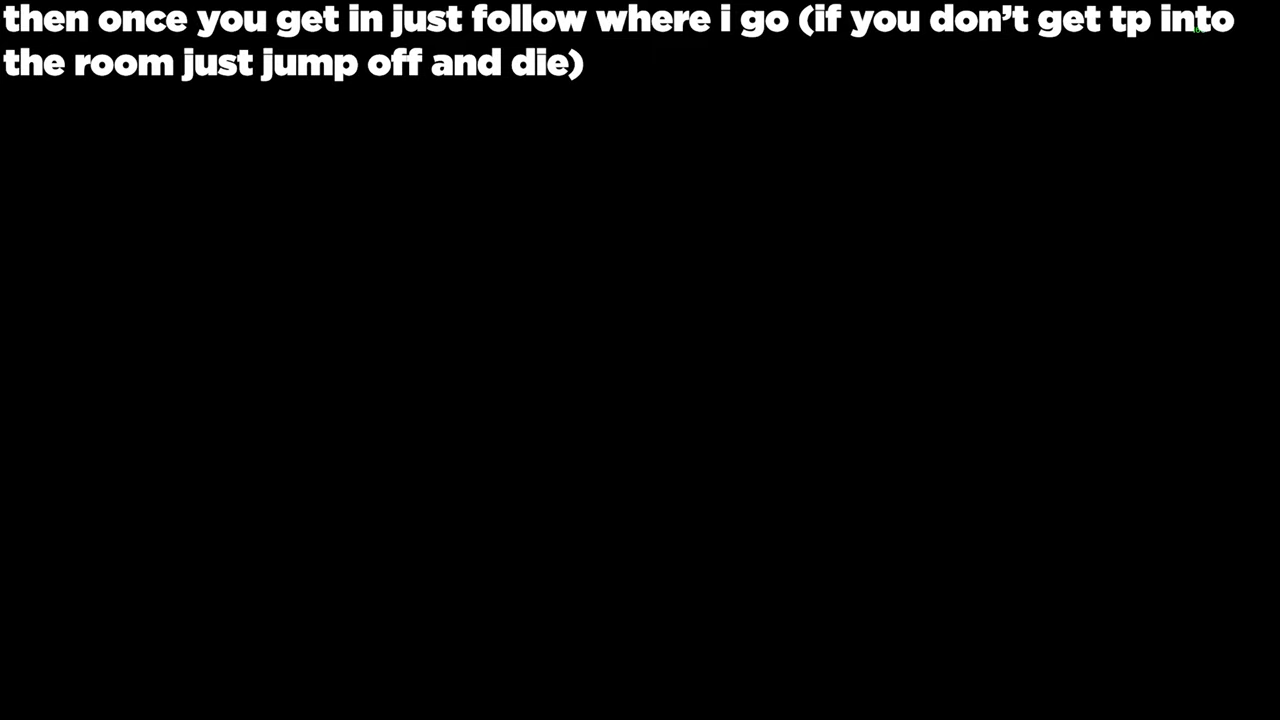 then once you get in just follow where i go (if you don’t get tp into
the room just jump off and die)